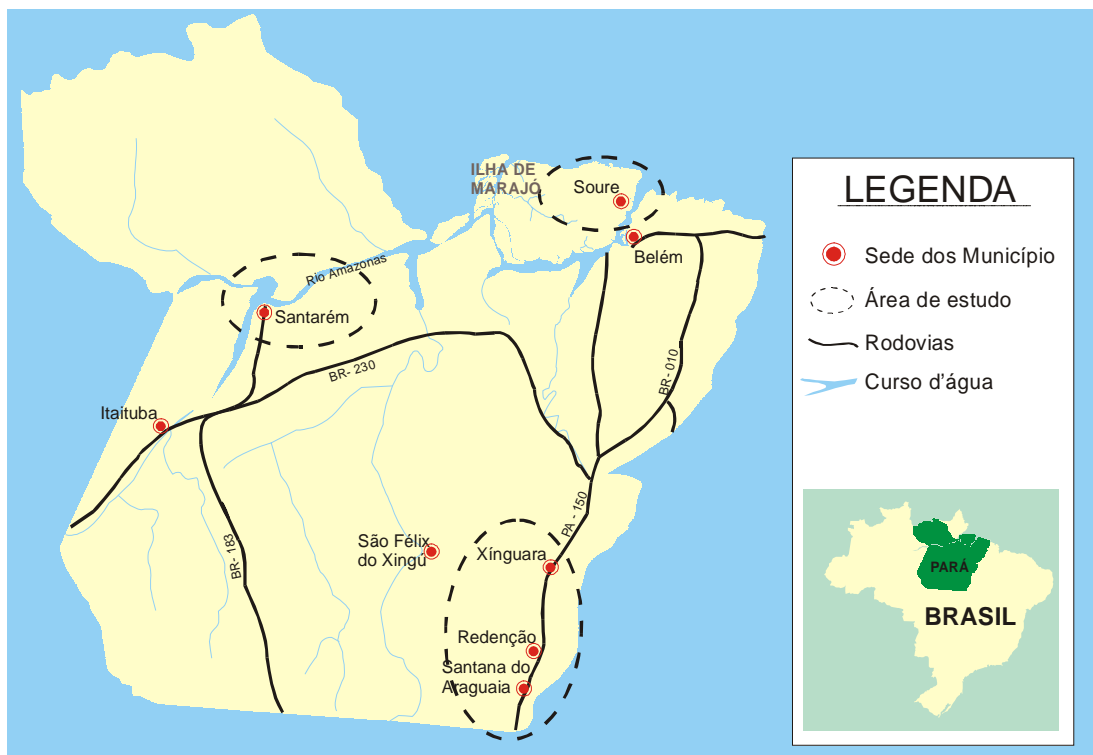 ILHA DE
MARAJÓ
Soure
Belém
Rio Amazonas
Santarém
BR- 230
BR- 010
Itaituba
PA - 150
BR- 183
São Félix
do Xingú
Xínguara
Redenção
Santana do
Araguaia
LEGENDA
Sede dos Município
Área de estudo
Rodovias
Curso d'água
PARÁ
BRASIL